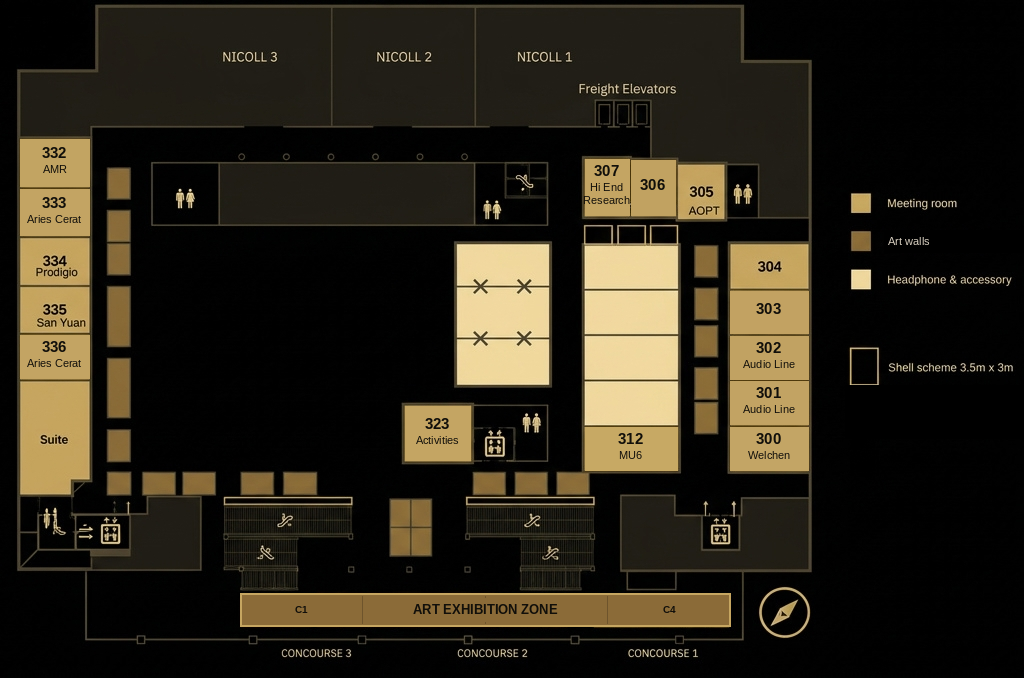 NICOLL 3
NICOLL 2
NICOLL 1
Freight Elevators
332
AMR
333
Aries Cerat
334
Prodigio
335
San Yuan
336
Aries Cerat
Suite
307
Hi End
Research
306
305
AOPT
304
303
302
Audio Line
301
Audio Line
300
Welchen
312
MU6
323
Activities
Meeting room
Art walls
Headphone & accessory
Shell scheme 3.5m x 3m
C1
ART EXHIBITION ZONE
C4
CONCOURSE 3
CONCOURSE 2
CONCOURSE 1